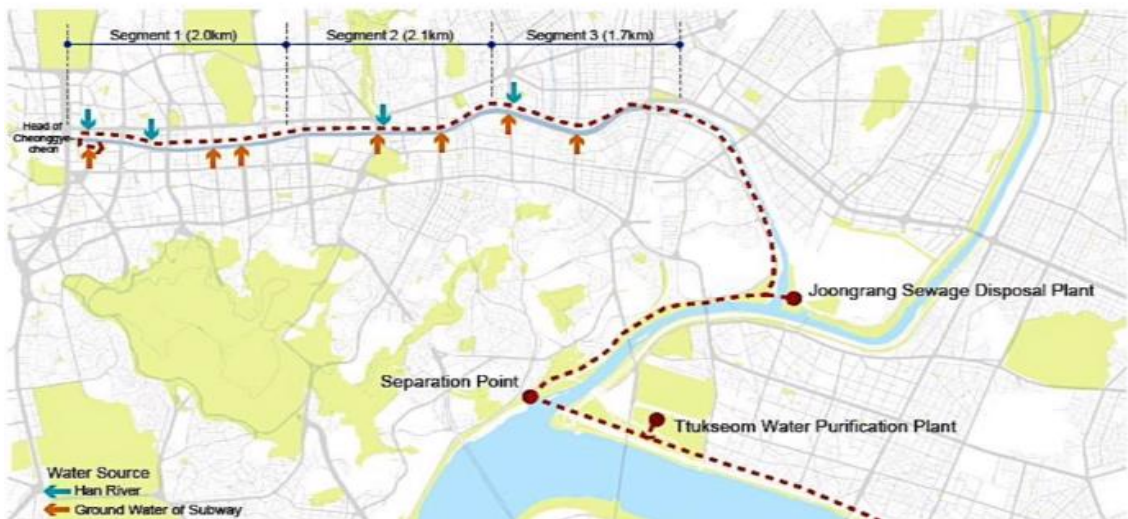 Segment 1 (2.0km) Segment 2 (2.1km) Segment 3 (1.7km)
Head of
Cheonggye-
cheon
Joongrang Sewage Disposal Plant
Separation Point
Ttukseom Water Purification Plant
Water Source
Han River
Ground Water of Subway